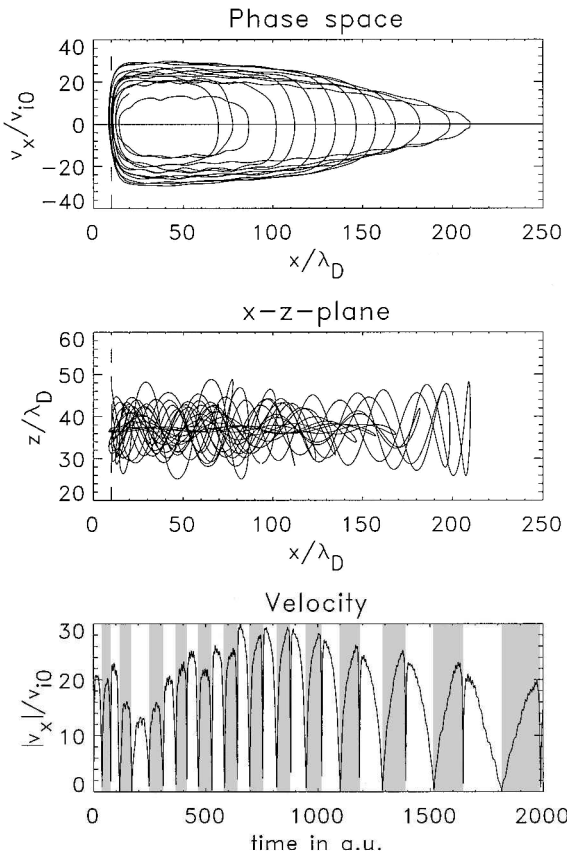 Phase space
40
20
0
−20
−40
v_x/v_i0
0 50 100 150 200 250
x/λ_D
x−z−plane
60
50
40
30
20
z/λ_D
0 50 100 150 200 250
x/λ_D
Velocity
30
20
10
0
|v_x|/v_i0
0 500 1000 1500 2000
time in a.u.